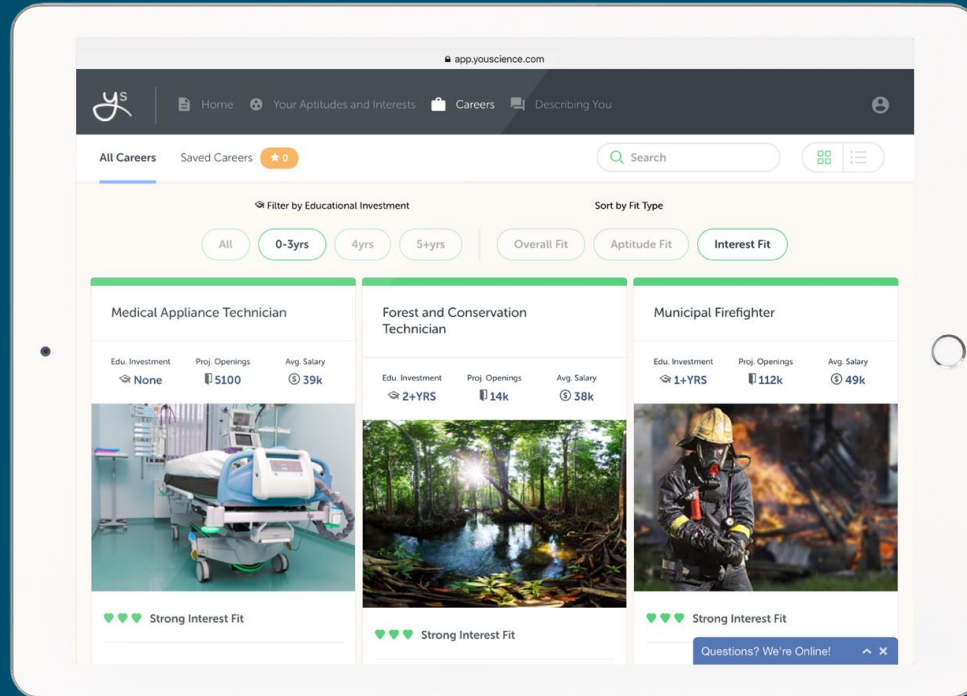 app.youscience.com
ys
Home Your Aptitudes and Interests Careers Describing You
All Careers Saved Careers 0 Search
Filter by Educational Investment Sort by Fit Type
All 0-3yrs 4yrs 5+yrs Overall Fit Aptitude Fit Interest Fit
Medical Appliance Technician
Edu. Investment Proj. Openings Avg. Salary
None 5100 39k
Strong Interest Fit
Forest and Conservation
Technician
Edu. Investment Proj. Openings Avg. Salary
2+YRS 14k 38k
Strong Interest Fit
Municipal Firefighter
Edu. Investment Proj. Openings Avg. Salary
1+YRS 112k 49k
Strong Interest Fit
Questions? We're Online!